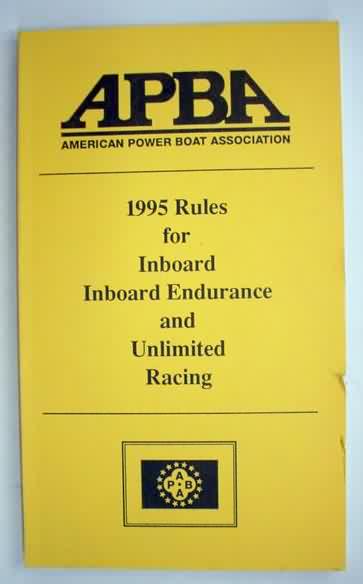 APBA
AMERICAN POWER BOAT ASSOCIATION
1995 Rules
for
Inboard
Inboard Endurance
and
Unlimited
Racing
A
P B
A